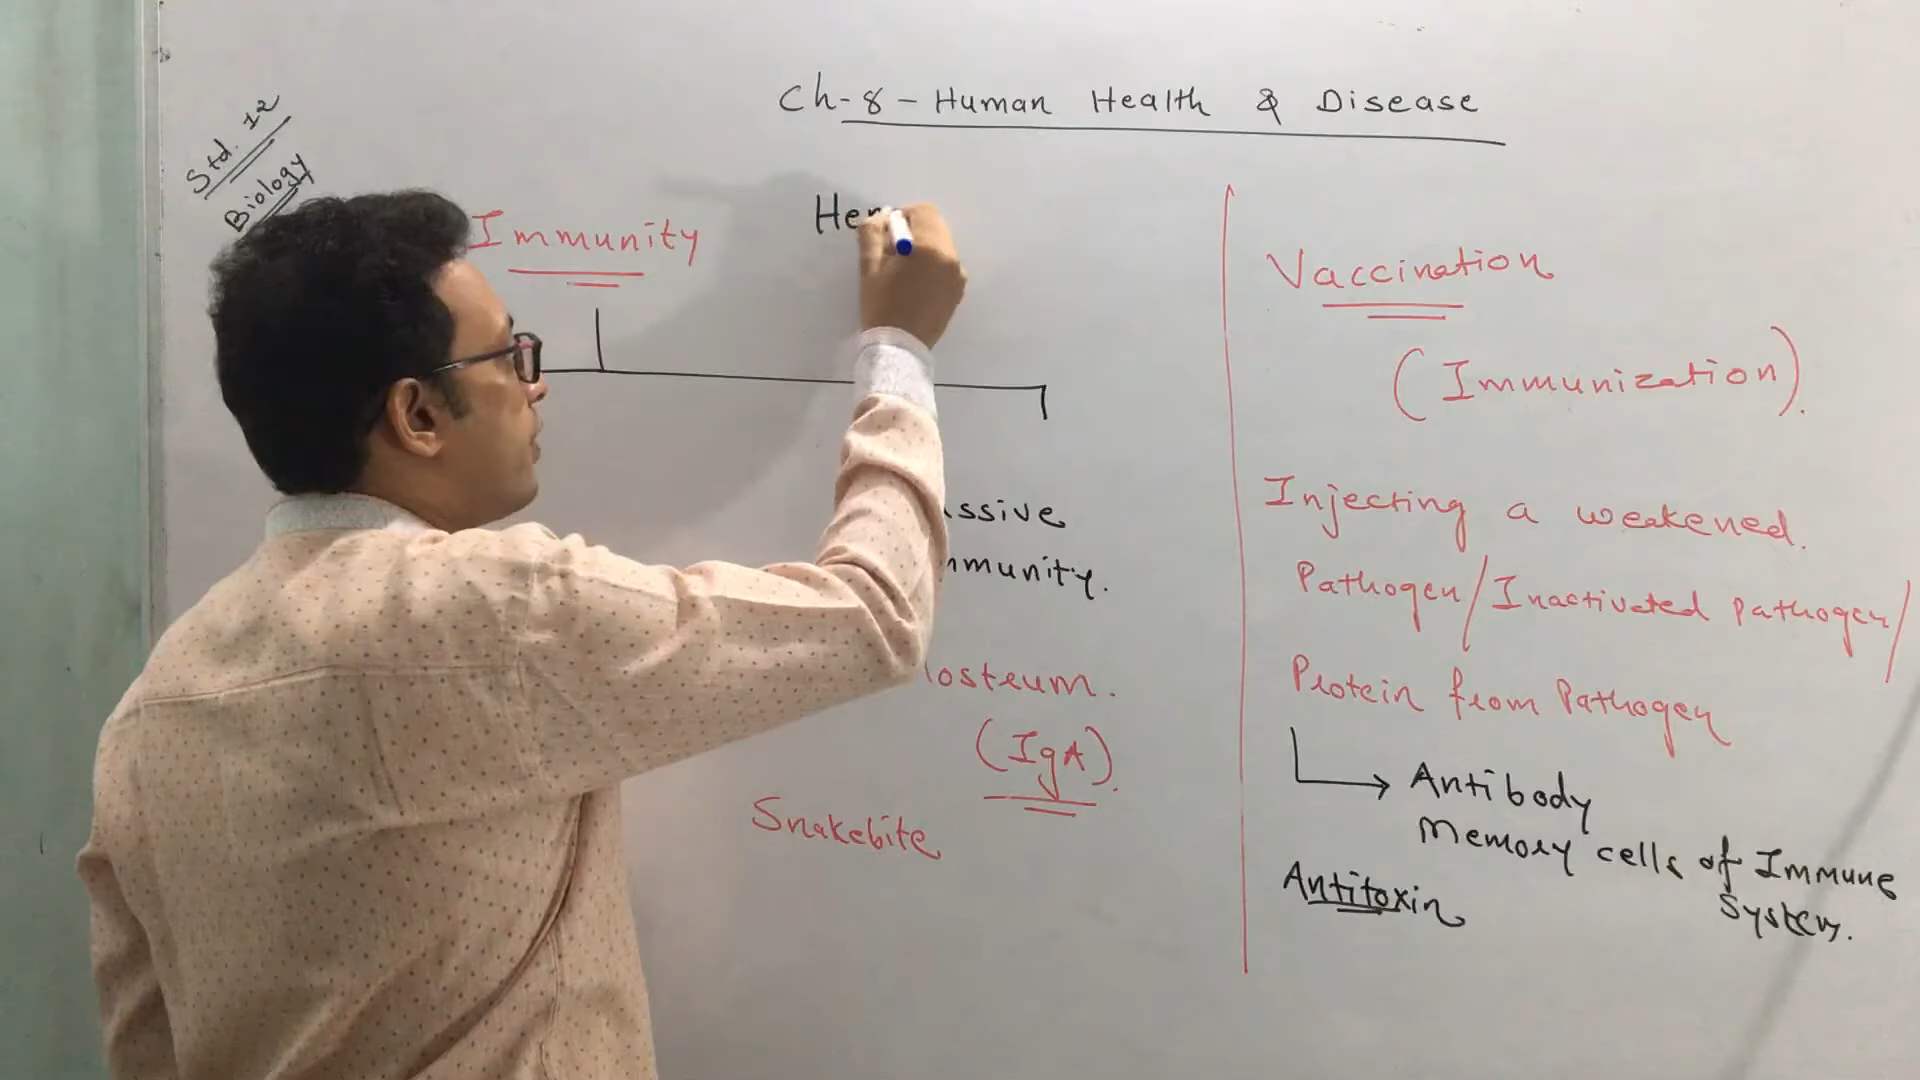 Ch-8 - Human Health & Disease
Std. 12
Biology
Immunity
He
ssive
mmunity.
losteum.
(IgA).
Snakebite
Vaccination
(Immunization).
Injecting a weakened.
Pathogen/Inactivated pathogen/
Protein from Pathogen
Antibody
Memory cells of Immune
System.
Antitoxin